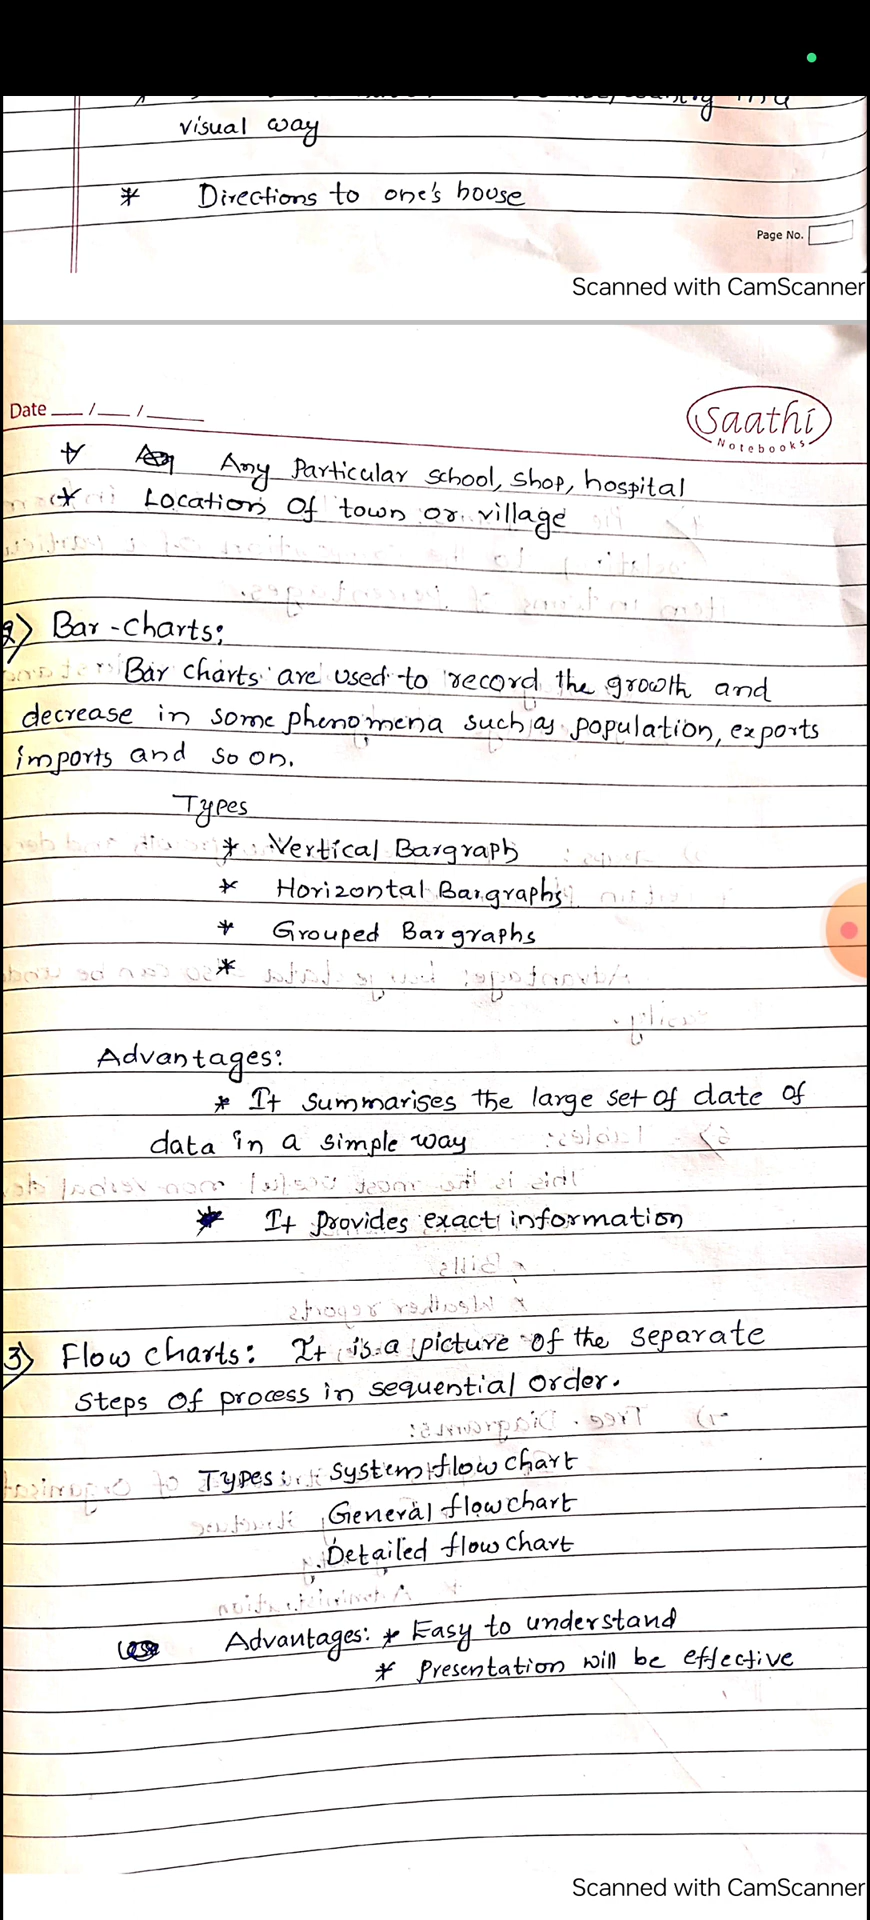 visual way
* Directions to one's house
Page No.
Scanned with CamScanner
Date __/__/____
Saathi
Notebooks
* Any Particular school, shop, hospital
* Location of town or village
2) Bar-charts:
Bar charts are used to record the growth and
decrease in some phenomena such as population, exports
imports and so on.
Types
* Vertical Bargraph
* Horizontal Bargraphs
* Grouped Bargraphs
*
Advantages:
* It summarises the large set of date of
data in a simple way
* It provides exact information
3) Flow charts: It is a picture of the separate
steps of process in sequential order.
Types: System flow chart
General flow chart
Detailed flow chart
Advantages: * Easy to understand
* Presentation will be effective
Scanned with CamScanner